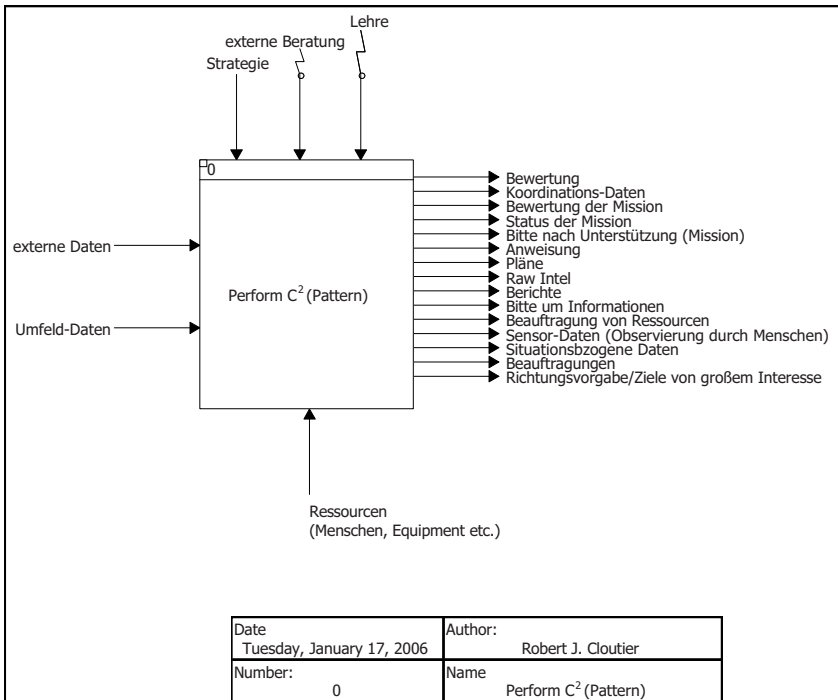 Lehre
externe Beratung
Strategie
0
externe Daten
Umfeld-Daten
Perform C² (Pattern)
Bewertung
Koordinations-Daten
Bewertung der Mission
Status der Mission
Bitte nach Unterstützung (Mission)
Anweisung
Pläne
Raw Intel
Berichte
Bitte um Informationen
Beauftragung von Ressourcen
Sensor-Daten (Observierung durch Menschen)
Situationsbzogene Daten
Beauftragungen
Richtungsvorgabe/Ziele von großem Interesse
Ressourcen
(Menschen, Equipment etc.)
Date
Tuesday, January 17, 2006
Author:
Robert J. Cloutier
Number:
0
Name
Perform C² (Pattern)